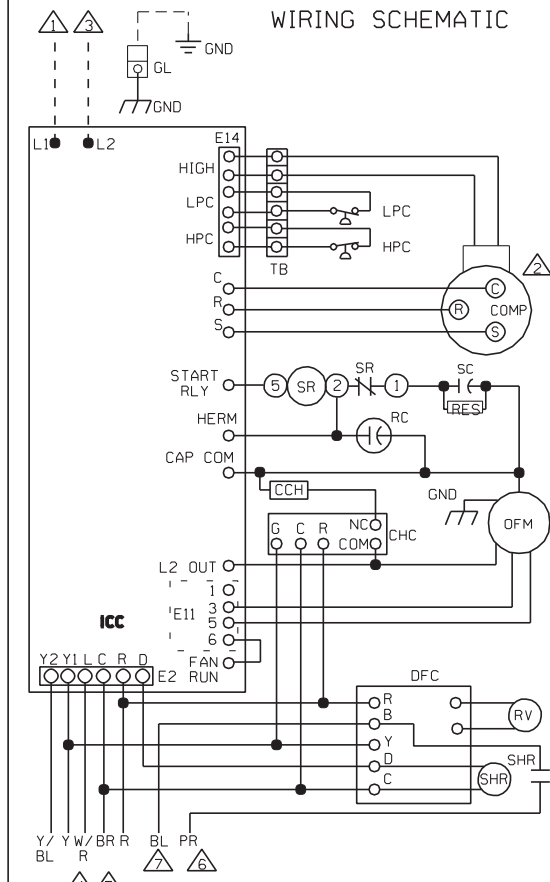 WIRING SCHEMATIC
1
3
GND
GL
GND
L1
L2
E14
HIGH
LPC
LPC
HPC
HPC
TB
2
C
C
R
R
COMP
S
S
START
RLY
5
SR
2
SR
1
SC
RES
HERM
RC
CAP COM
CCH
GND
G C R
NC
COM
CHC
OFM
L2 OUT
1
3
E11
5
6
ICC
FAN
RUN
Y2 Y1 L C R D
E2
DFC
R
B
RV
Y
D
SHR
SHR
C
Y/
BL
Y
W/
R
BR
R
BL
PR
7
6